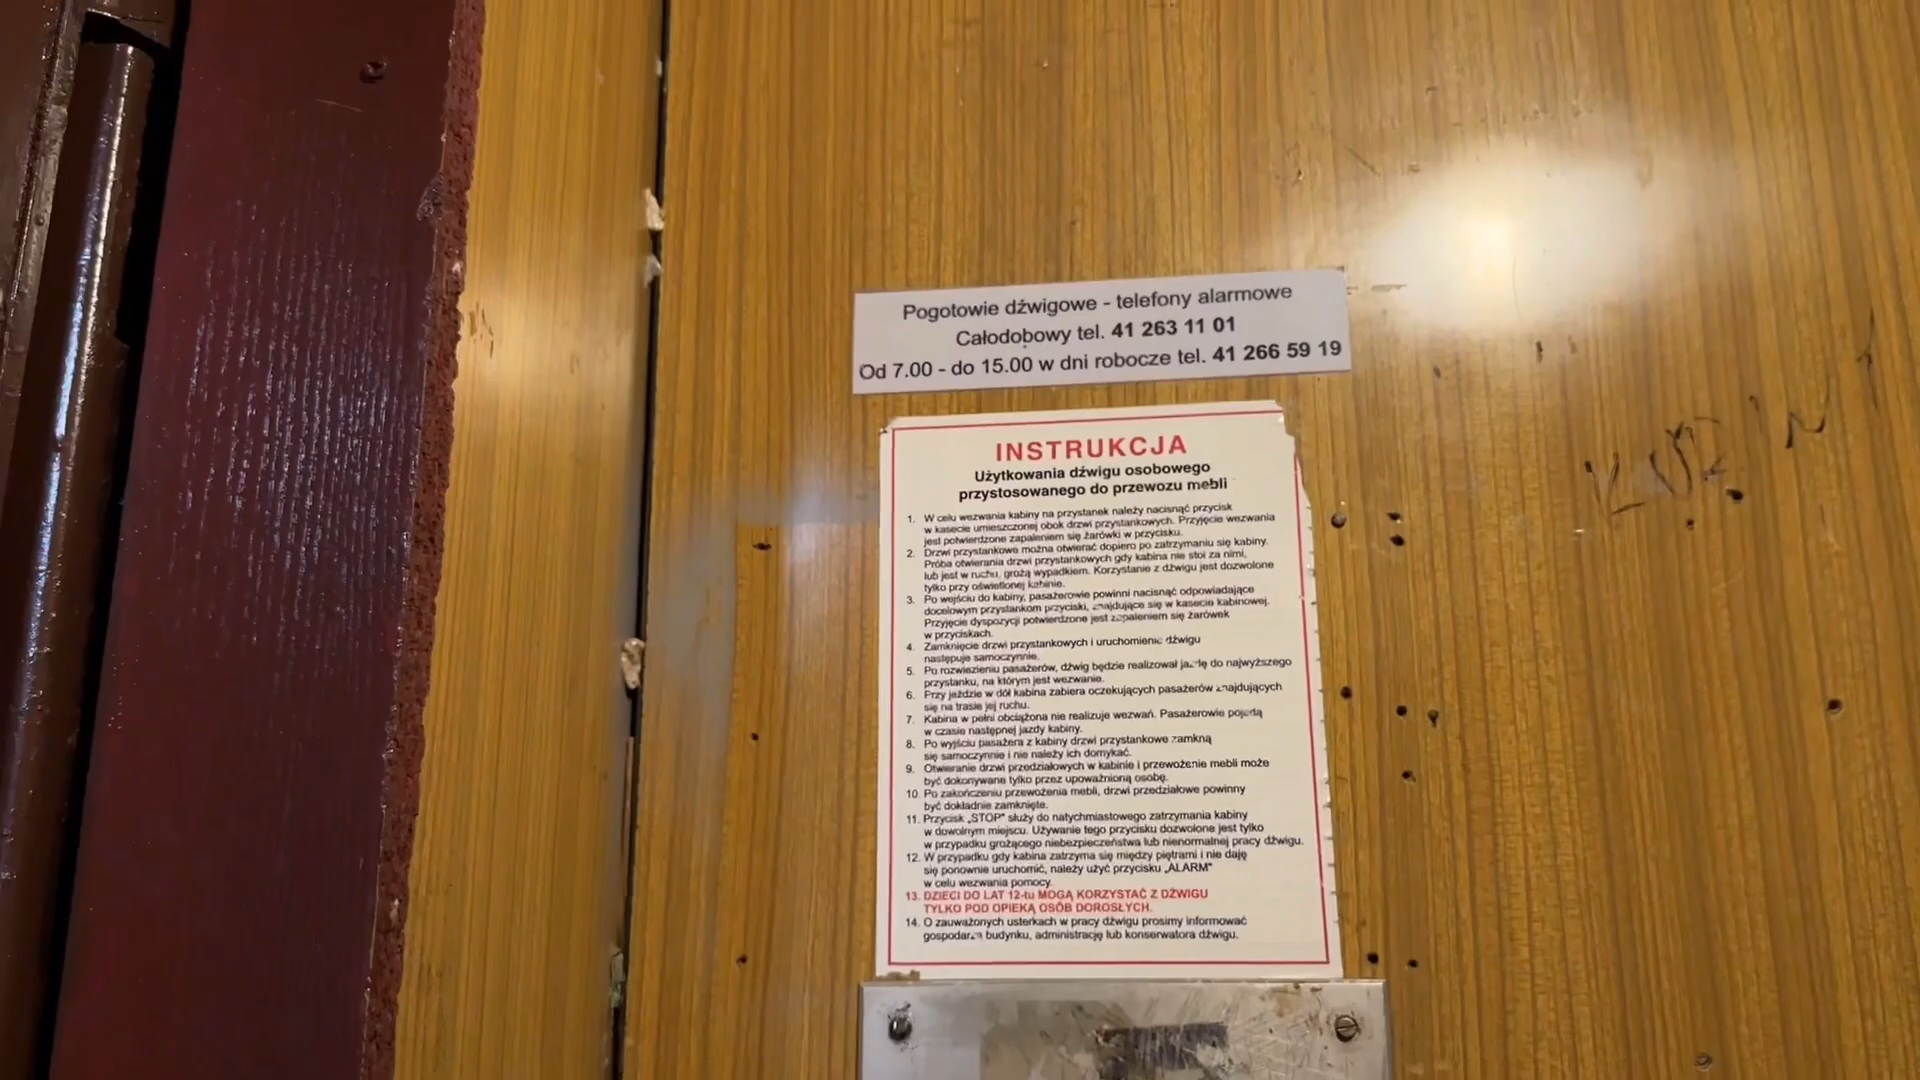 Pogotowie dźwigowe - telefony alarmowe
Całodobowy tel. 41 263 11 01
Od 7.00 - do 15.00 w dni robocze tel. 41 266 59 19
INSTRUKCJA
Użytkowania dźwigu osobowego
przystosowanego do przewozu mebli
1. W celu wezwania kabiny na przystanek należy nacisnąć przycisk
w kasecie umieszczonej obok drzwi przystankowych. Przyjęcie wezwania
jest potwierdzone zapaleniem się żarówki w przycisku.
2. Drzwi przystankowe można otwierać dopiero po zatrzymaniu się kabiny.
Próba otwierania drzwi przystankowych gdy kabina nie stoi za nimi,
lub jest w ruchu, grożą wypadkiem. Korzystanie z dźwigu jest dozwolone
tylko przy oświetlonej kabinie.
3. Po wejściu do kabiny, pasażerowie powinni nacisnąć odpowiadające
docelowym przystankom przyciski, znajdujące się w kasecie kabinowej.
Przyjęcie dyspozycji potwierdzone jest zapaleniem się żarówek
w przyciskach.
4. Zamknięcie drzwi przystankowych i uruchomienie dźwigu
następuje samoczynnie.
5. Po rozwiezieniu pasażerów, dźwig będzie realizował jazdę do najwyższego
przystanku, na którym jest wezwanie.
6. Przy jeździe w dół kabina zabiera oczekujących pasażerów znajdujących
się na trasie jej ruchu.
7. Kabina w pełni obciążona nie realizuje wezwań. Pasażerowie pojadą
w czasie następnej jazdy kabiny.
8. Po wyjściu pasażera z kabiny drzwi przystankowe zamkną
się samoczynnie i nie należy ich domykać.
9. Otwieranie drzwi przedziałowych w kabinie i przewożenie mebli może
być dokonywane tylko przez upoważnioną osobę.
10. Po zakończeniu przewożenia mebli, drzwi przedziałowe powinny
być dokładnie zamknięte.
11. Przycisk „STOP" służy do natychmiastowego zatrzymania kabiny
w dowolnym miejscu. Używanie tego przycisku dozwolone jest tylko
w przypadku grożącego niebezpieczeństwa lub nienormalnej pracy dźwigu.
12. W przypadku gdy kabina zatrzyma się między piętrami i nie daję
się ponownie uruchomić, należy użyć przycisku „ALARM"
w celu wezwania pomocy.
13. DZIECI DO LAT 12-tu MOGĄ KORZYSTAĆ Z DŹWIGU
TYLKO POD OPIEKĄ OSÓB DOROSŁYCH.
14. O zauważonych usterkach w pracy dźwigu prosimy informować
gospodarza budynku, administrację lub konserwatora dźwigu.